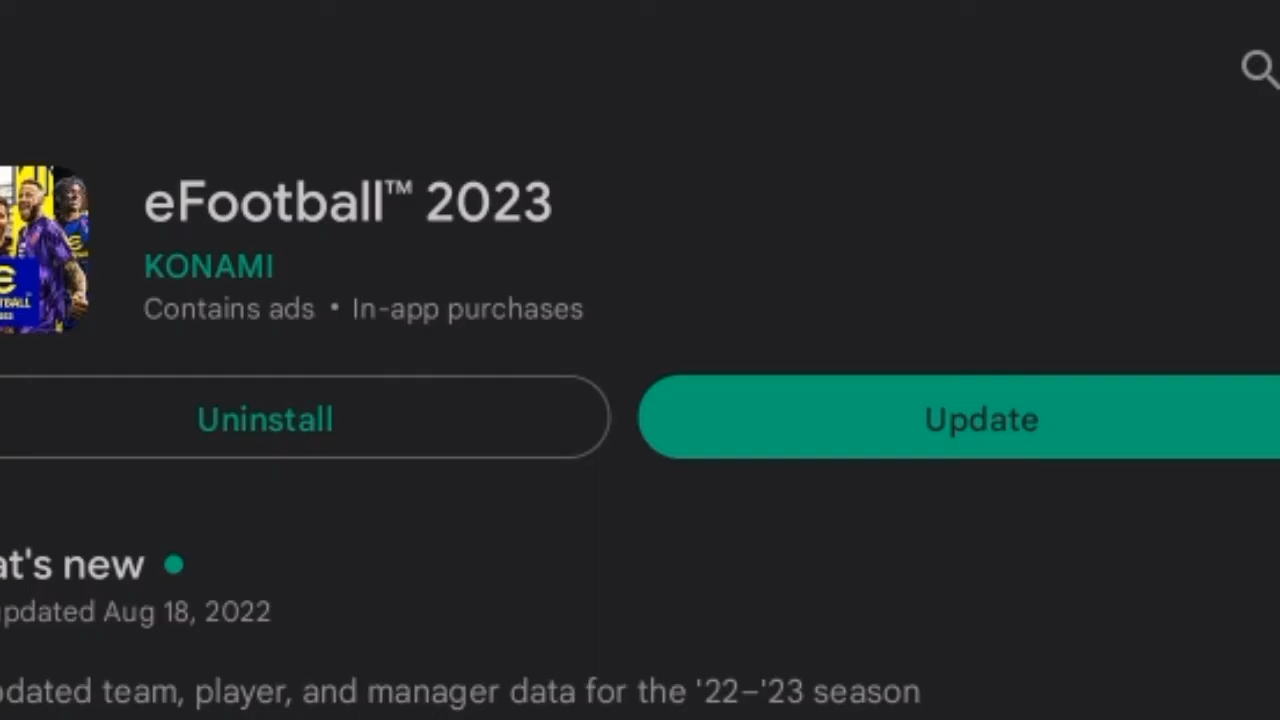 eFootball™ 2023
KONAMI
Contains ads • In-app purchases
Uninstall
Update
at's new
updated Aug 18, 2022
pdated team, player, and manager data for the '22–'23 season